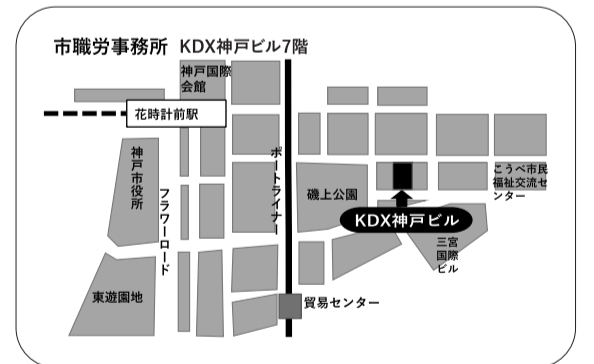 市職労事務所 KDX神戸ビル7階
神戸国際
会館
花時計前駅
神戸市役所
フラワーロード
ポートライナー
磯上公園
こうべ市民
福祉交流セ
ンター
KDX神戸ビル
三宮
国際
ビル
東遊園地
貿易センター